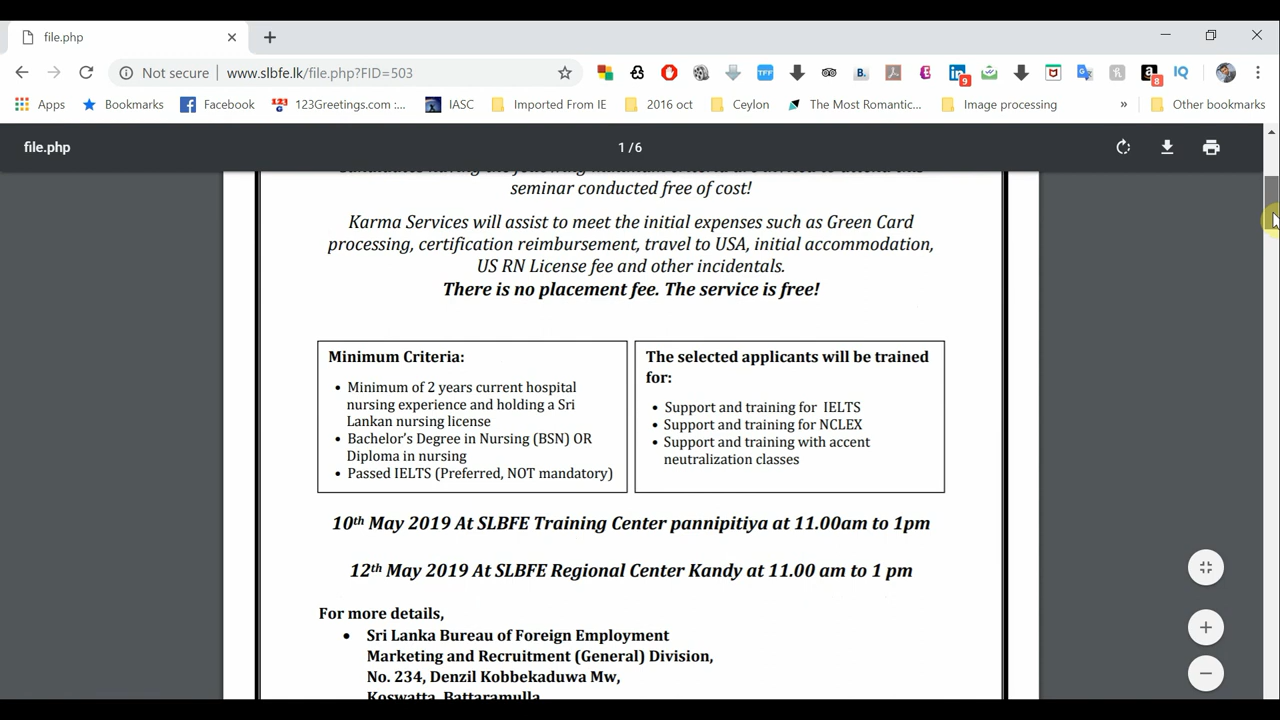 file.php
Not secure | www.slbfe.lk/file.php?FID=503
9
8
Apps Bookmarks Facebook 123Greetings.com :... IASC Imported From IE 2016 oct Ceylon The Most Romantic... Image processing » Other bookmarks
file.php 1 / 6
seminar conducted free of cost!
Karma Services will assist to meet the initial expenses such as Green Card
processing, certification reimbursement, travel to USA, initial accommodation,
US RN License fee and other incidentals.
There is no placement fee. The service is free!
Minimum Criteria:
• Minimum of 2 years current hospital
nursing experience and holding a Sri
Lankan nursing license
• Bachelor's Degree in Nursing (BSN) OR
Diploma in nursing
• Passed IELTS (Preferred, NOT mandatory)
The selected applicants will be trained
for:
• Support and training for IELTS
• Support and training for NCLEX
• Support and training with accent
neutralization classes
10th May 2019 At SLBFE Training Center pannipitiya at 11.00am to 1pm
12th May 2019 At SLBFE Regional Center Kandy at 11.00 am to 1 pm
For more details,
• Sri Lanka Bureau of Foreign Employment
Marketing and Recruitment (General) Division,
No. 234, Denzil Kobbekaduwa Mw,
Koswatta, Battaramulla